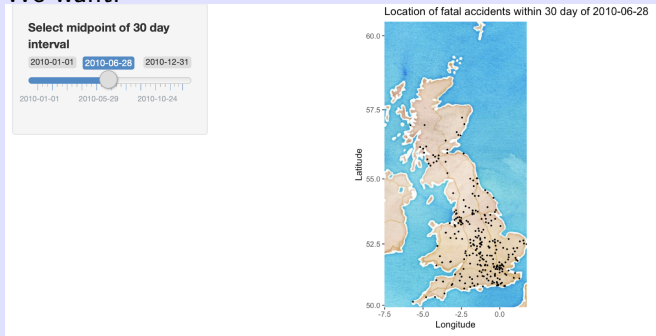 We want:
Select midpoint of 30 day
interval
2010-01-01 2010-06-28 2010-12-31
2010-01-01 2010-05-29 2010-10-24
Location of fatal accidents within 30 day of 2010-06-28
60.0
57.5
55.0
52.5
50.0
Latitude
-7.5 -5.0 -2.5 0.0
Longitude